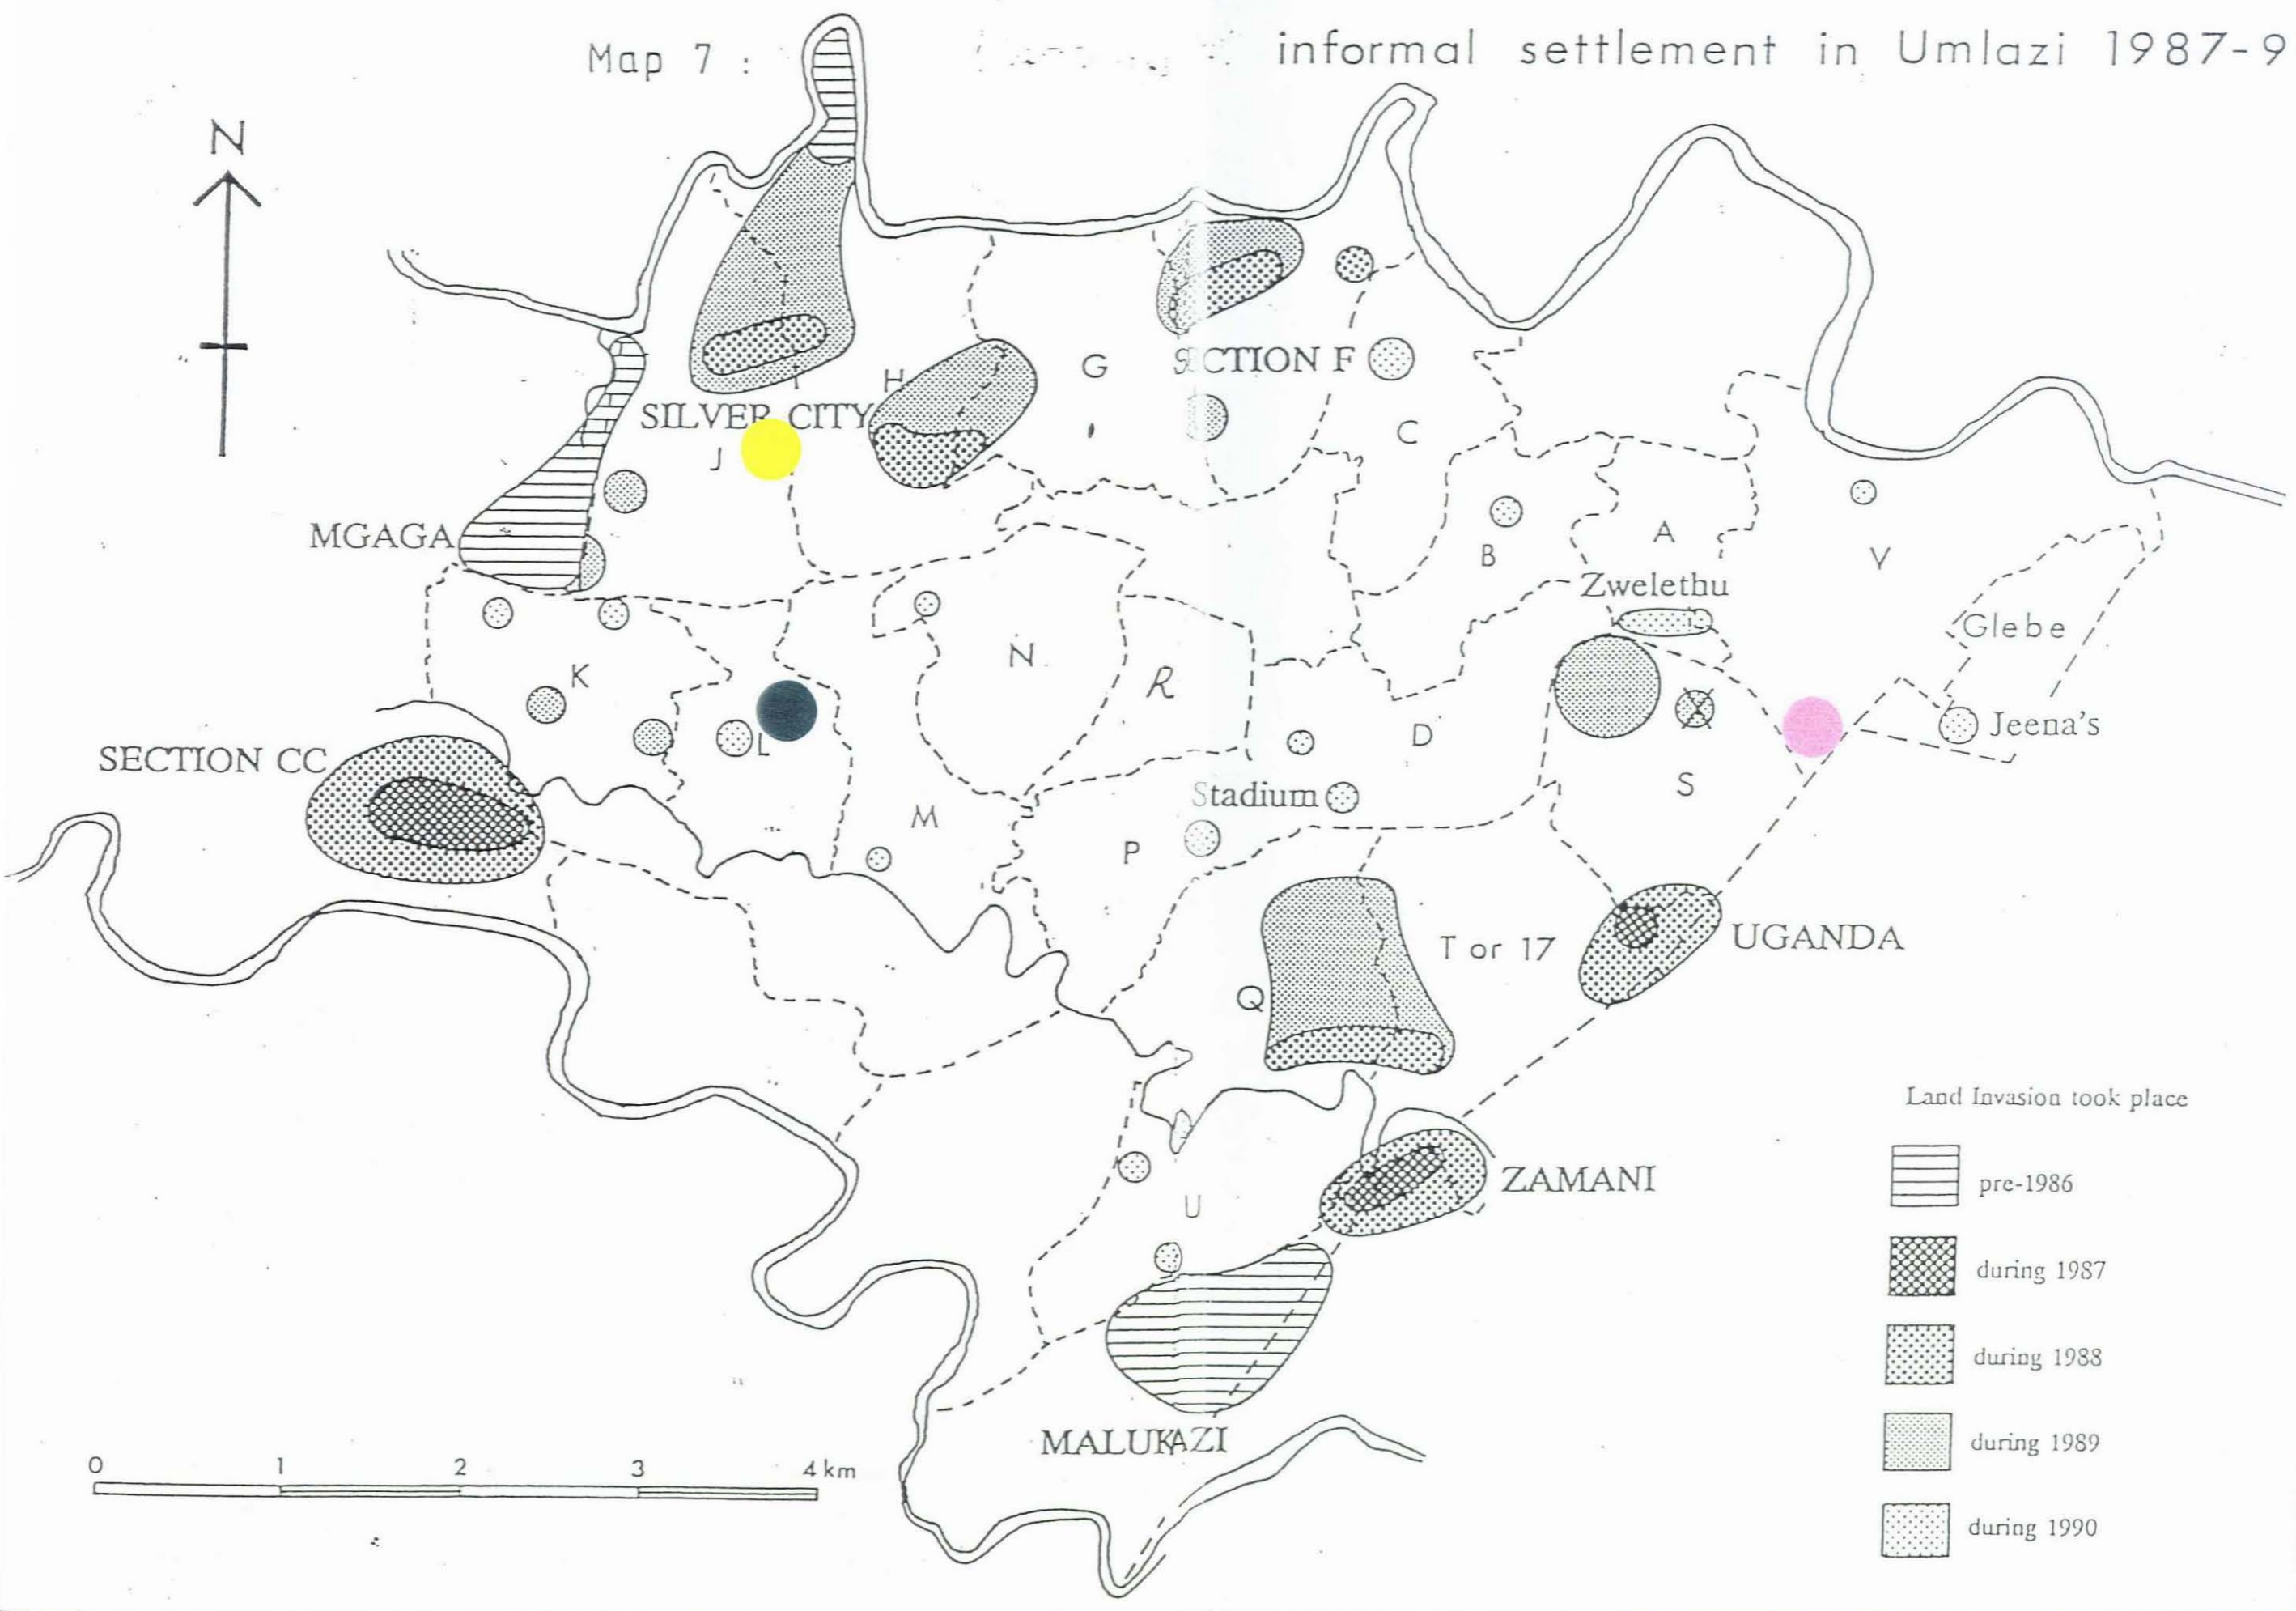 Map 7 : informal settlement in Umlazi 1987-9
N
SECTION F
G
H
I
SILVER CITY
J
C
MGAGA
B
A
V
Zwelethu
Glebe
K
N
R
L
D
Jeena's
SECTION CC
S
Stadium
M
P
T or 17
UGANDA
Q
ZAMANI
U
MALUKAZI
Land Invasion took place
pre-1986
during 1987
during 1988
during 1989
during 1990
0 1 2 3 4 km